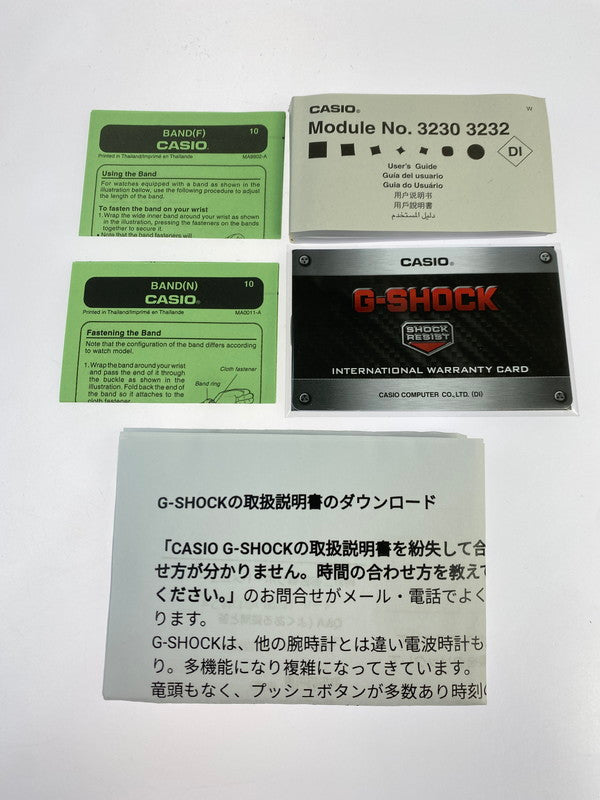 BAND(F) 10
CASIO
Printed in Thailand/Imprimé en Thaïlande MA9802-A
Using the Band
For watches equipped with a band as shown in the
illustration below, use the following procedure to adjust
the length of the band.
To fasten the band on your wrist
1. Wrap the wide inner band around your wrist as shown
in the illustration, pressing the fasteners on the bands
together to secure it.
• Note that the band fasteners will
CASIO®
W
Module No. 3230 3232
DI
User's Guide
Guía del usuario
Guia do Usuário
用户说明书
用戶說明書
دليل المستخدم
BAND(N) 10
CASIO®
Printed in Thailand/Imprimé en Thaïlande MA0011-A
Fastening the Band
Note that the configuration of the band differs according
to watch model.
1. Wrap the band around your wrist
and pass the end of it through
the buckle as shown in the
illustration. Fold back the end of
the band so it attaches to the
cloth fastener.
Cloth fastener
Band ring
CASIO®
G-SHOCK
SHOCK
RESIST
INTERNATIONAL WARRANTY CARD
CASIO COMPUTER CO.,LTD. (DI)
G-SHOCKの取扱説明書のダウンロード
「CASIO G-SHOCKの取扱説明書を紛失して合
せ方が分かりません。時間の合わせ方を教えて
ください。」のお問合せがメール・電話でよく
ります。
G-SHOCKは、他の腕時計とは違い電波時計も
り。多機能になり複雑になってきています。
竜頭もなく、プッシュボタンが多数あり時刻の